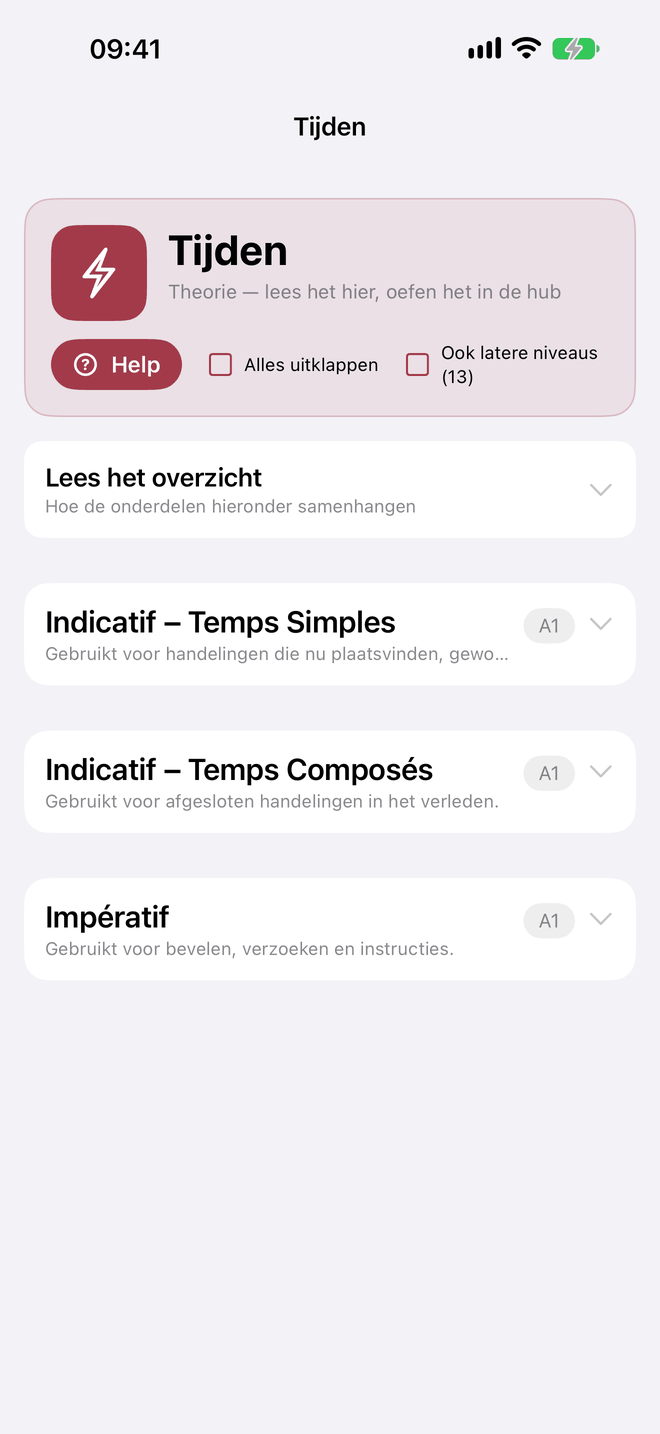 09:41
Tijden
Tijden
Theorie — lees het hier, oefen het in de hub
Help
Alles uitklappen
Ook latere niveaus
(13)
Lees het overzicht
Hoe de onderdelen hieronder samenhangen
Indicatif – Temps Simples
A1
Gebruikt voor handelingen die nu plaatsvinden, gewo...
Indicatif – Temps Composés
A1
Gebruikt voor afgesloten handelingen in het verleden.
Impératif
A1
Gebruikt voor bevelen, verzoeken en instructies.